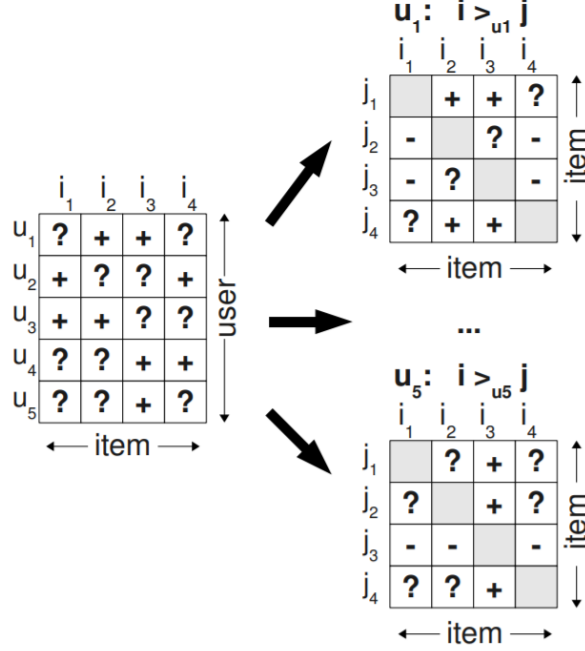 u1: i >u1 j
i1 i2 i3 i4
j1 + + ?
j2 - ? -
j3 - ? -
j4 ? + +
item
item
i1 i2 i3 i4
u1 ? + + ?
u2 + ? ? +
u3 + + ? ?
u4 ? ? + +
u5 ? ? + ?
user
item
...
u5: i >u5 j
i1 i2 i3 i4
j1 ? + ?
j2 ? + ?
j3 - - -
j4 ? ? +
item
item